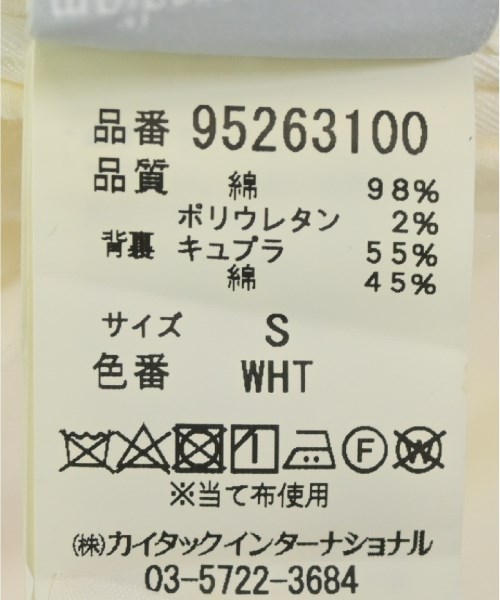 品番 95263100
品質 綿 98%
ポリウレタン 2%
背裏 キュプラ 55%
綿 45%
サイズ S
色番 WHT
F W
※当て布使用
㈱カイタックインターナショナル
03-5722-3684